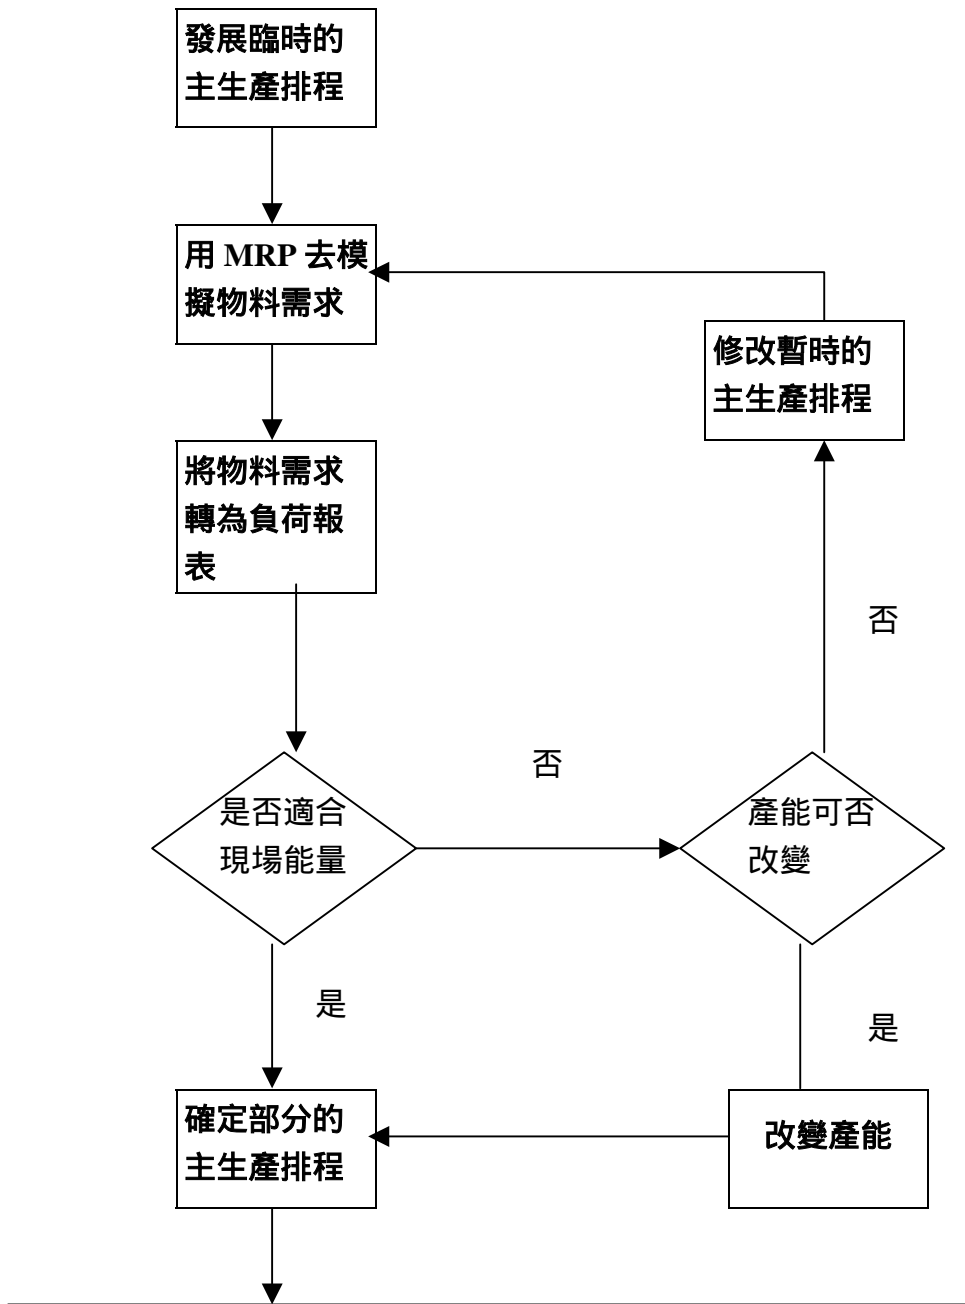 發展臨時的
主生產排程
用 MRP 去模
擬物料需求
修改暫時的
主生產排程
將物料需求
轉為負荷報
表
否
否
是否適合
現場能量
產能可否
改變
是
是
確定部分的
主生產排程
改變產能